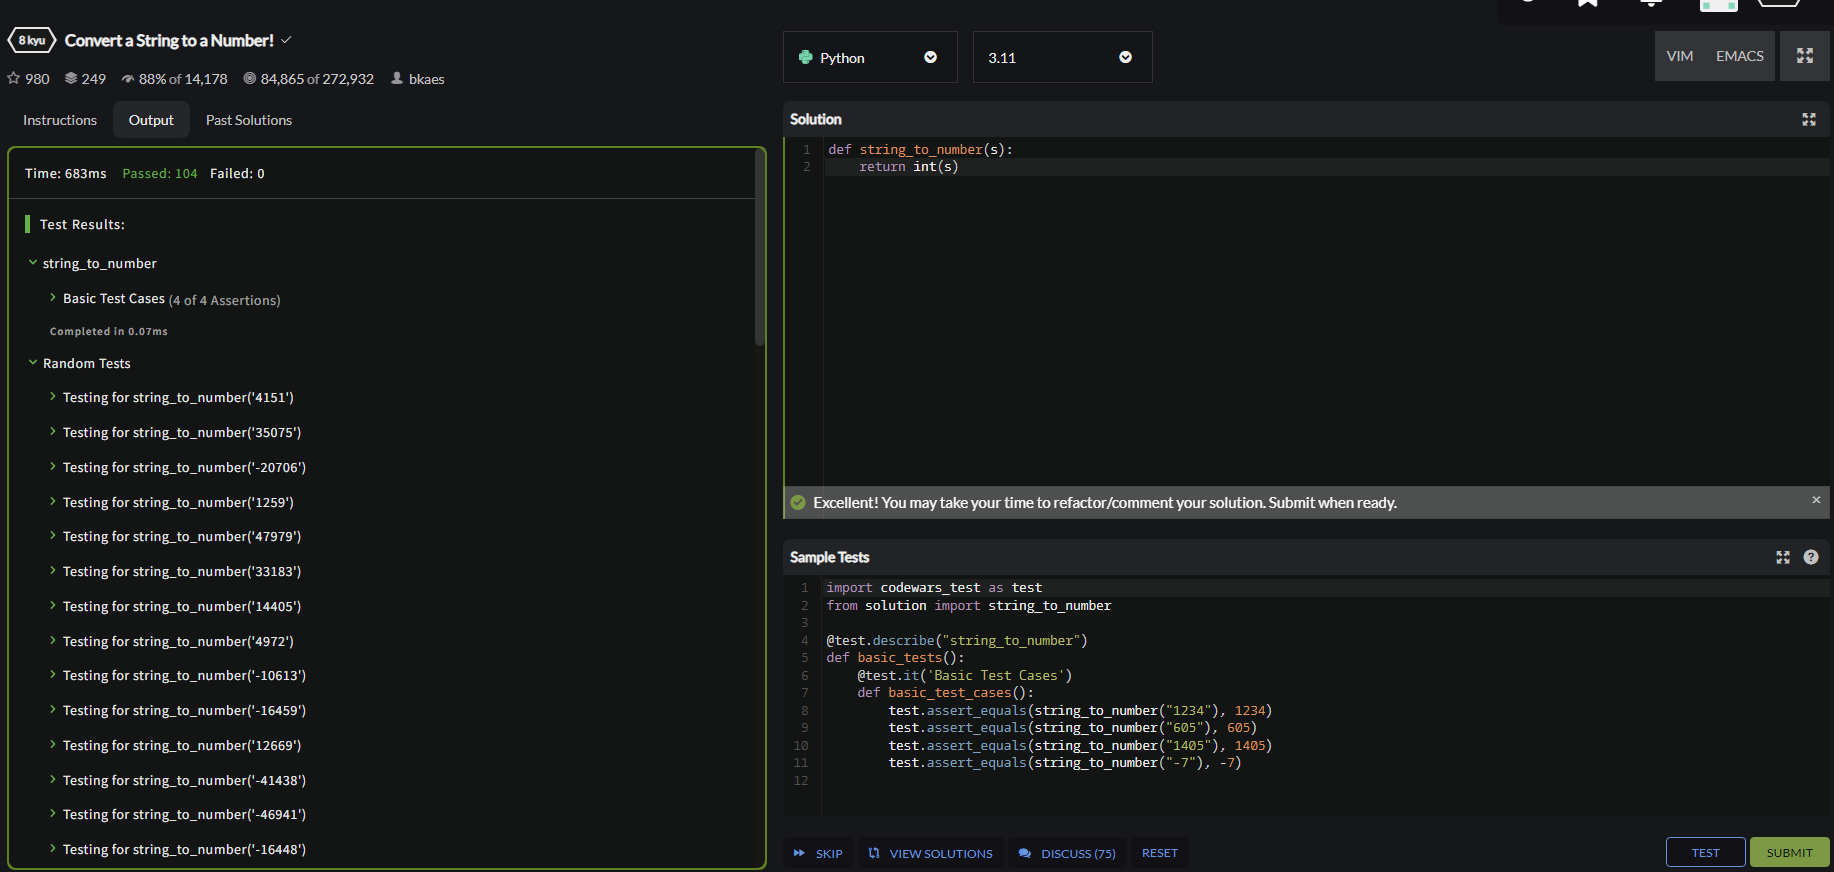 8 kyu Convert a String to a Number!
980 249 88% of 14,178 84,865 of 272,932 bkaes
Instructions Output Past Solutions
Time: 683ms Passed: 104 Failed: 0
Test Results:
string_to_number
Basic Test Cases (4 of 4 Assertions)
Completed in 0.07ms
Random Tests
Testing for string_to_number('4151')
Testing for string_to_number('35075')
Testing for string_to_number('-20706')
Testing for string_to_number('1259')
Testing for string_to_number('47979')
Testing for string_to_number('33183')
Testing for string_to_number('14405')
Testing for string_to_number('4972')
Testing for string_to_number('-10613')
Testing for string_to_number('-16459')
Testing for string_to_number('12669')
Testing for string_to_number('-41438')
Testing for string_to_number('-46941')
Testing for string_to_number('-16448')
Python 3.11 VIM EMACS
Solution
1 def string_to_number(s):
2     return int(s)
Excellent! You may take your time to refactor/comment your solution. Submit when ready.
Sample Tests
1 import codewars_test as test
2 from solution import string_to_number
3
4 @test.describe("string_to_number")
5 def basic_tests():
6     @test.it('Basic Test Cases')
7     def basic_test_cases():
8         test.assert_equals(string_to_number("1234"), 1234)
9         test.assert_equals(string_to_number("605"), 605)
10         test.assert_equals(string_to_number("1405"), 1405)
11         test.assert_equals(string_to_number("-7"), -7)
12
SKIP VIEW SOLUTIONS DISCUSS (75) RESET TEST SUBMIT